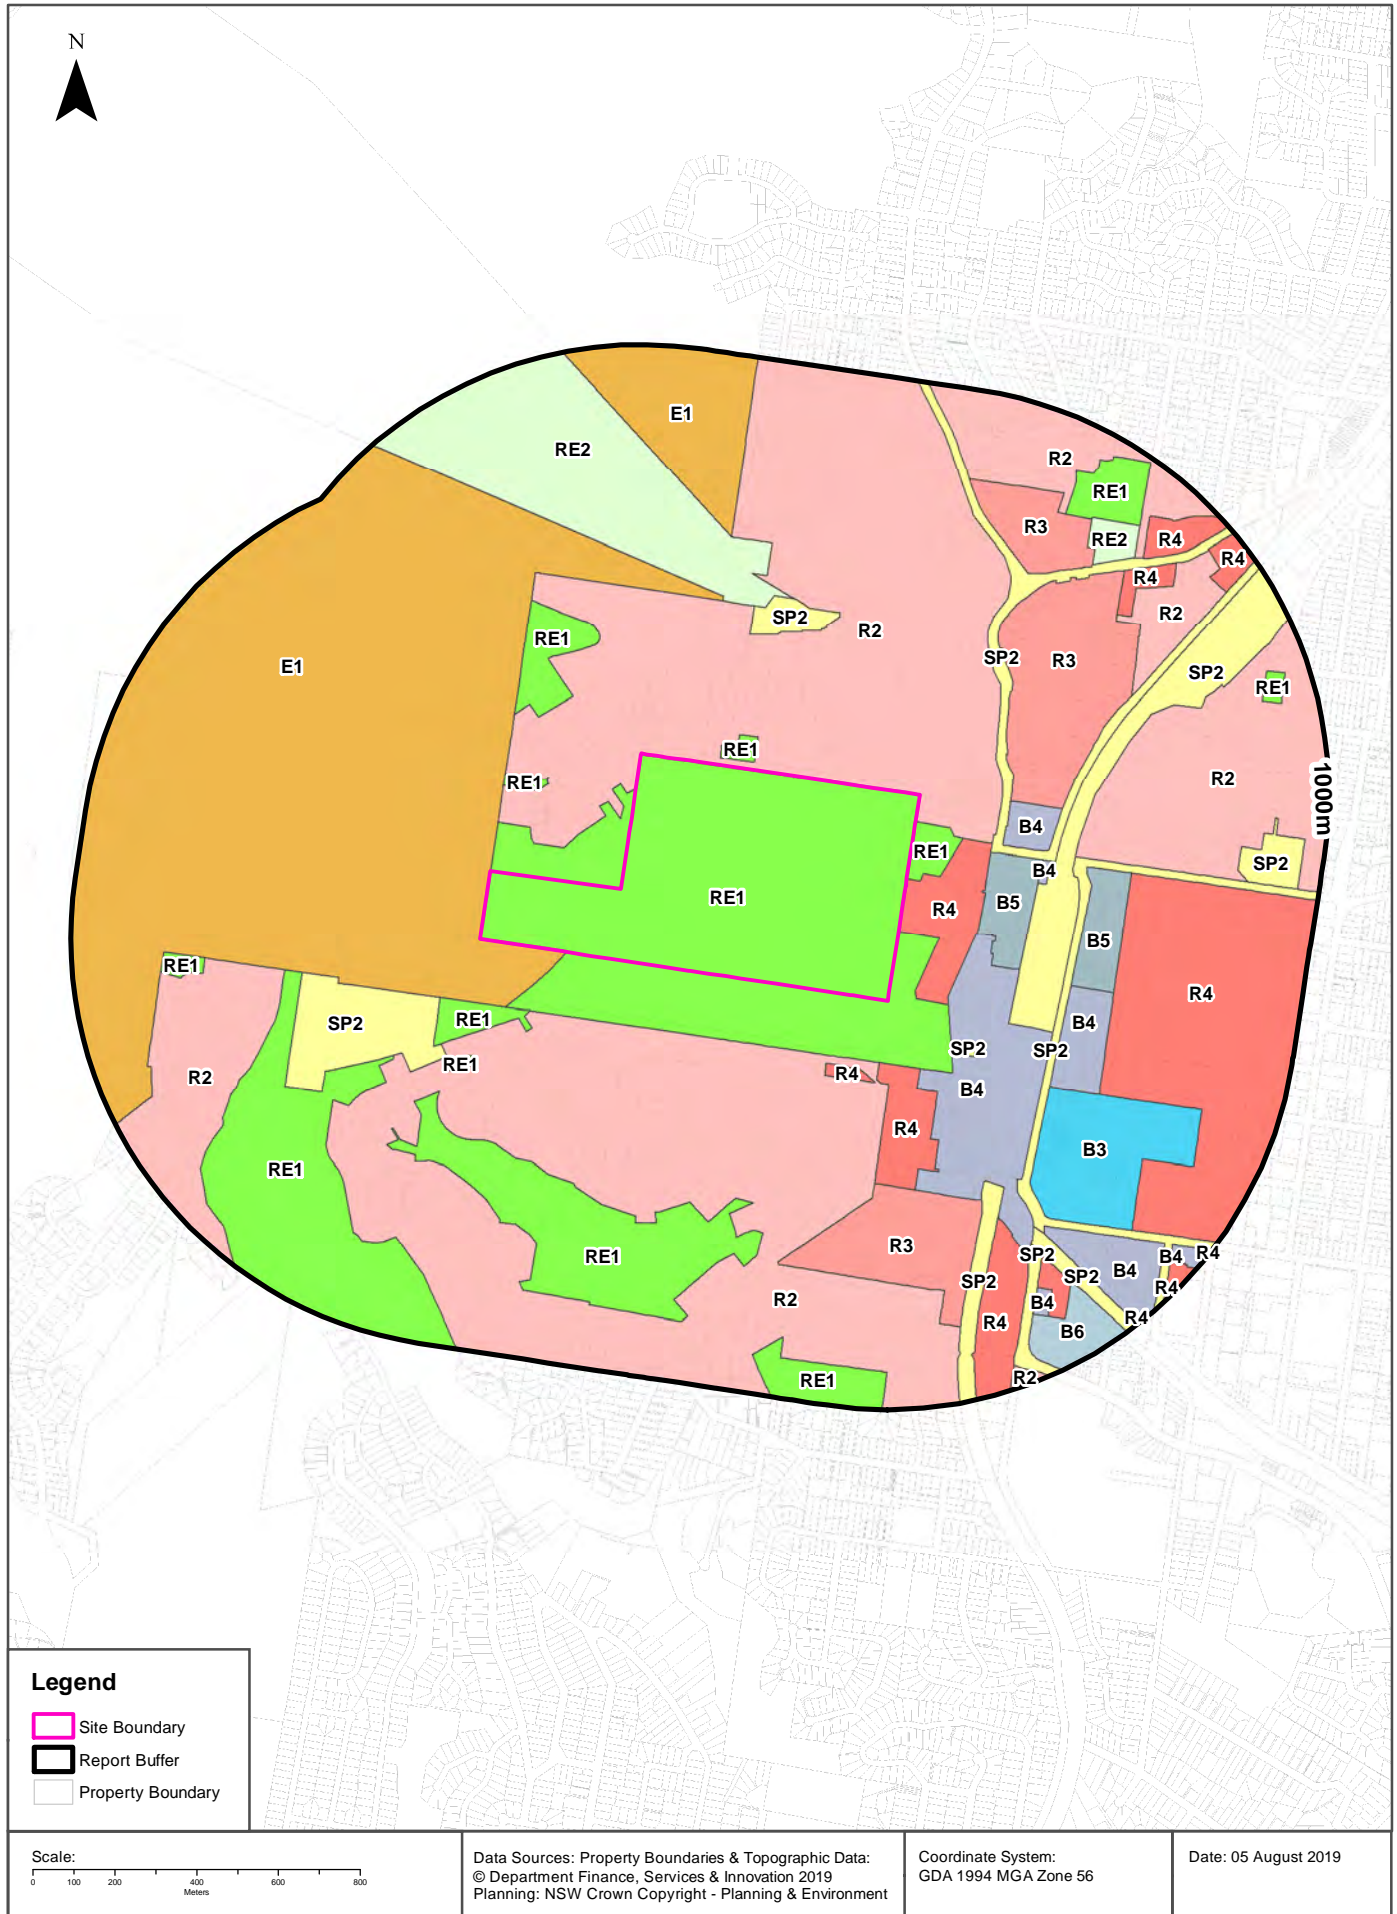 N
E1
RE2
R2
RE1
R3
RE2
R4
R4
R4
R2
RE1
SP2
R2
SP2
R3
SP2
E1
RE1
RE1
RE1
R2
1000m
B4
RE1
SP2
B4
RE1
B5
R4
B5
RE1
R4
SP2
RE1
B4
SP2
SP2
RE1
R4
R2
B4
R4
B3
RE1
R3
RE1
SP2
B4
R4
B4
SP2
SP2
R4
R2
B4
R4
R4
B6
RE1
R2
Legend
Site Boundary
Report Buffer
Property Boundary
Scale:
0 100 200 400 600 800
Meters
Data Sources: Property Boundaries & Topographic Data:
© Department Finance, Services & Innovation 2019
Planning: NSW Crown Copyright - Planning & Environment
Coordinate System:
GDA 1994 MGA Zone 56
Date: 05 August 2019